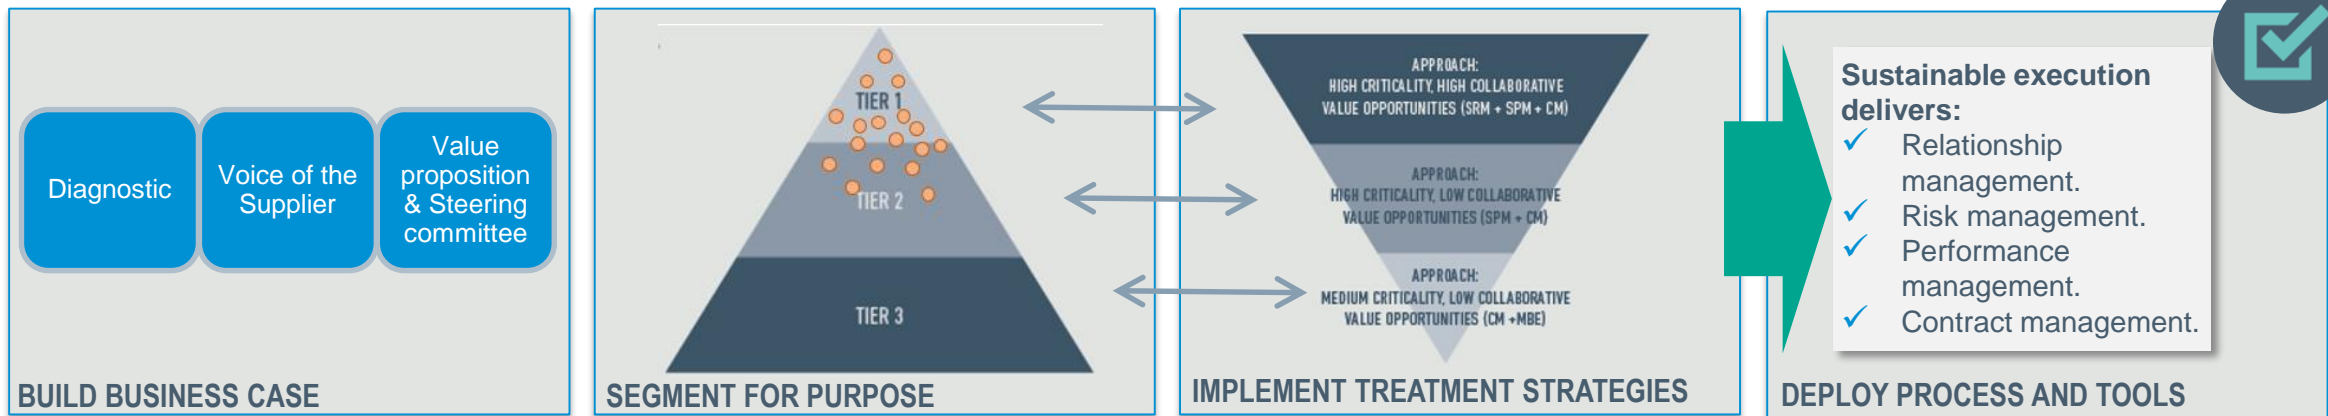 Diagnostic
Voice of the
Supplier
Value
proposition
& Steering
committee
BUILD BUSINESS CASE
TIER 1
TIER 2
TIER 3
SEGMENT FOR PURPOSE
APPROACH:
HIGH CRITICALITY, HIGH COLLABORATIVE
VALUE OPPORTUNITIES (SRM + SPM + CM)
APPROACH:
HIGH CRITICALITY, LOW COLLABORATIVE
VALUE OPPORTUNITIES (SPM + CM)
APPROACH:
MEDIUM CRITICALITY, LOW COLLABORATIVE
VALUE OPPORTUNITIES (CM +MBE)
IMPLEMENT TREATMENT STRATEGIES
Sustainable execution
delivers:
✓ Relationship
management.
✓ Risk management.
✓ Performance
management.
✓ Contract management.
DEPLOY PROCESS AND TOOLS